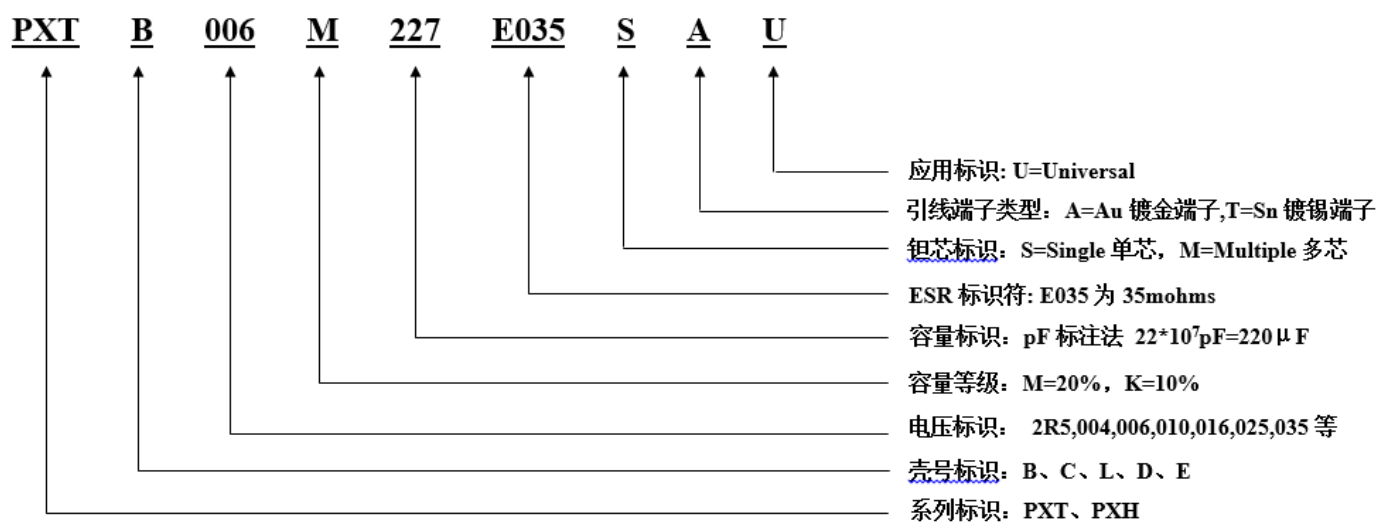 PXT B 006 M 227 E035 S A U
应用标识: U=Universal
引线端子类型：A=Au 镀金端子,T=Sn 镀锡端子
钽芯标识：S=Single 单芯，M=Multiple 多芯
ESR 标识符: E035 为 35mohms
容量标识：pF 标注法 22*10⁷pF=220μF
容量等级：M=20%，K=10%
电压标识： 2R5,004,006,010,016,025,035 等
壳号标识：B、C、L、D、E
系列标识：PXT、PXH